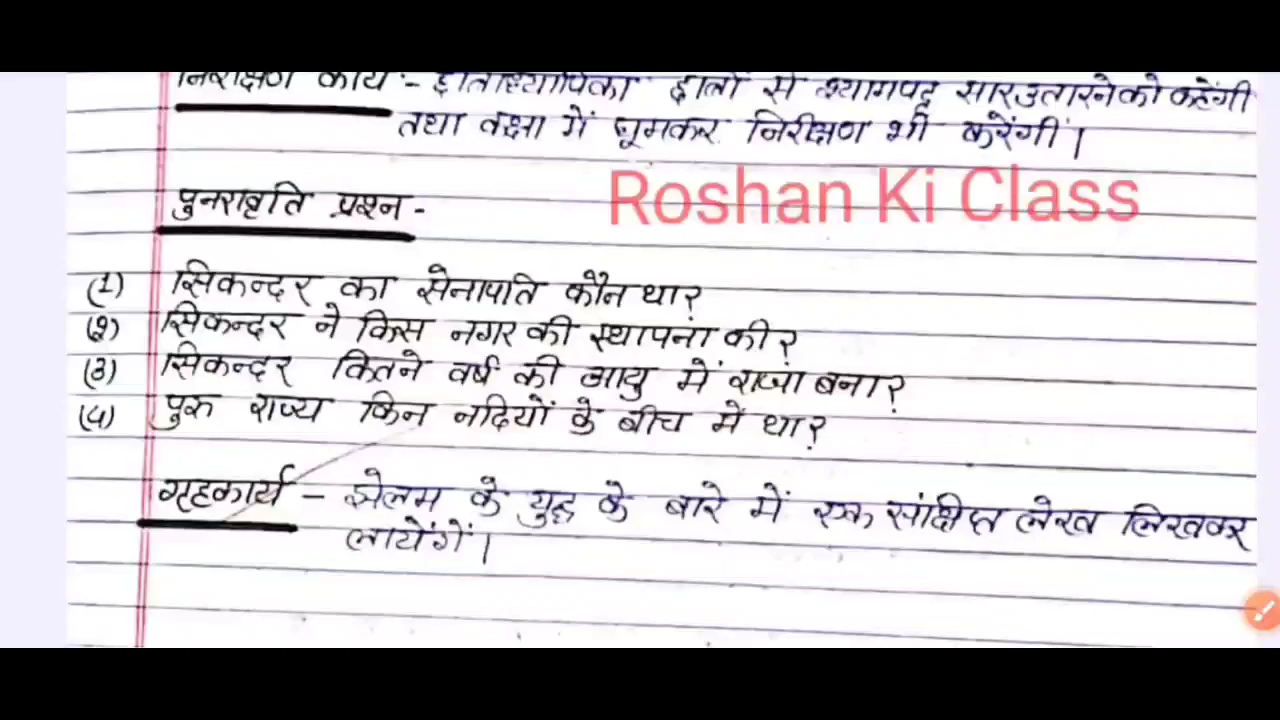 निरीक्षण कार्य :- छात्राध्यापिका छात्रों से श्यामपट्ट सार उतारने को कहेंगी
तथा कक्षा में घूमकर निरीक्षण भी करेंगीं।
Roshan Ki Class
पुनरावृति प्रश्न -
(1) सिकन्दर का सेनापति कौन था?
(2) सिकन्दर ने किस नगर की स्थापना की?
(3) सिकन्दर कितने वर्ष की आयु में राजा बना?
(4) पुरु राज्य किन नदियों के बीच में था?
गृहकार्य - झेलम के युद्ध के बारे में एक संक्षिप्त लेख लिखकर
लायेंगें।